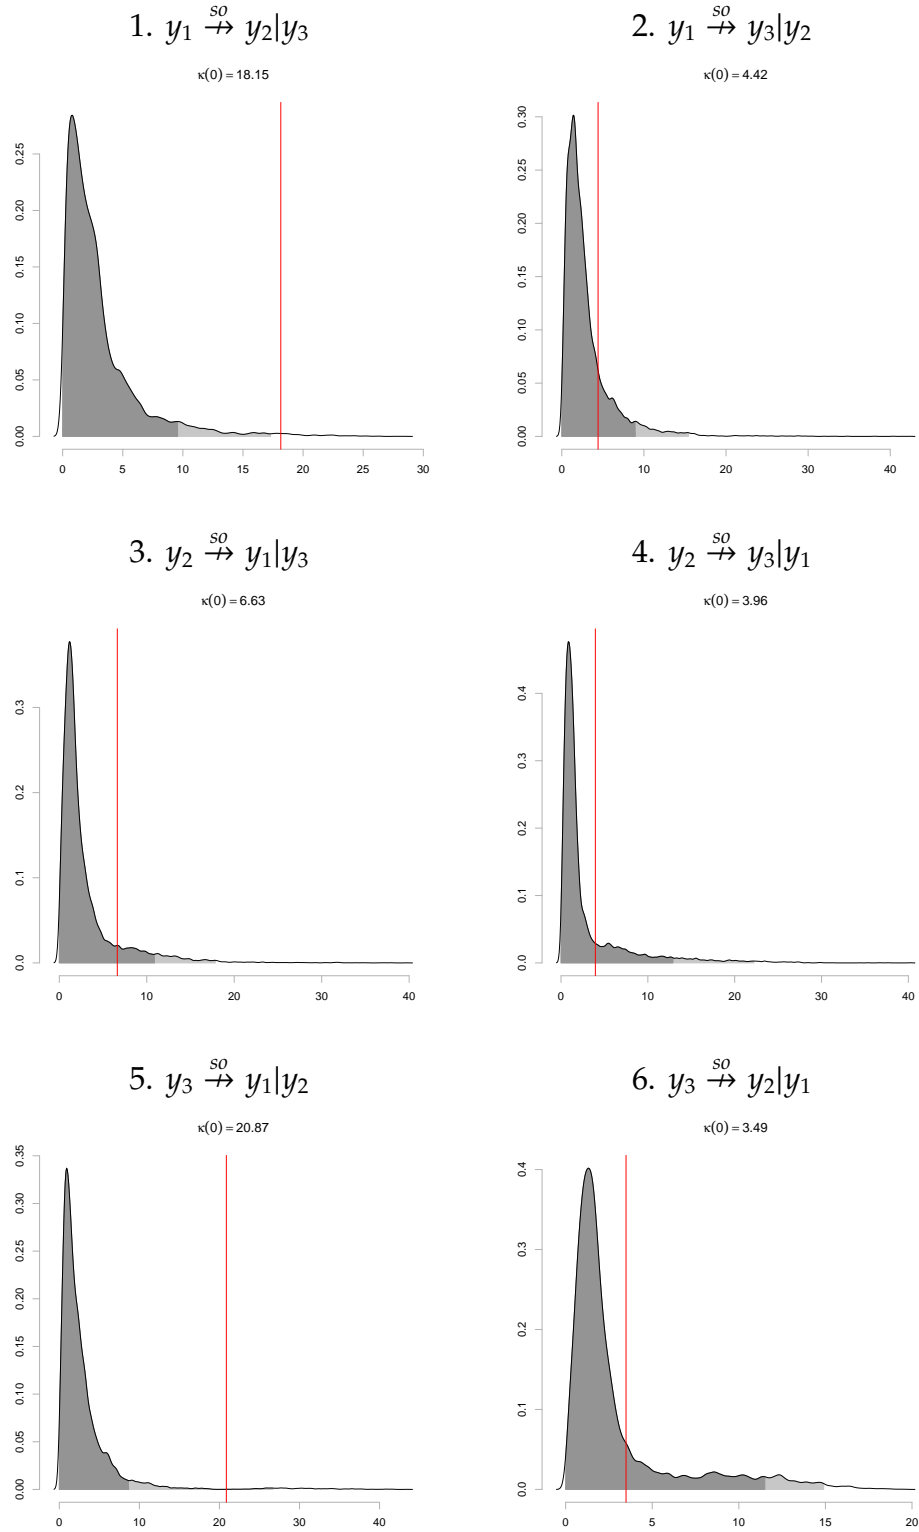 1. y₁ so↛ y₂|y₃
κ(0) = 18.15
0.00 0.05 0.10 0.15 0.20 0.25
0 5 10 15 20 25 30
2. y₁ so↛ y₃|y₂
κ(0) = 4.42
0.00 0.05 0.10 0.15 0.20 0.25 0.30
0 10 20 30 40
3. y₂ so↛ y₁|y₃
κ(0) = 6.63
0.0 0.1 0.2 0.3
0 10 20 30 40
4. y₂ so↛ y₃|y₁
κ(0) = 3.96
0.0 0.1 0.2 0.3 0.4
0 10 20 30 40
5. y₃ so↛ y₁|y₂
κ(0) = 20.87
0.00 0.05 0.10 0.15 0.20 0.25 0.30 0.35
0 10 20 30 40
6. y₃ so↛ y₂|y₁
κ(0) = 3.49
0.0 0.1 0.2 0.3 0.4
0 5 10 15 20